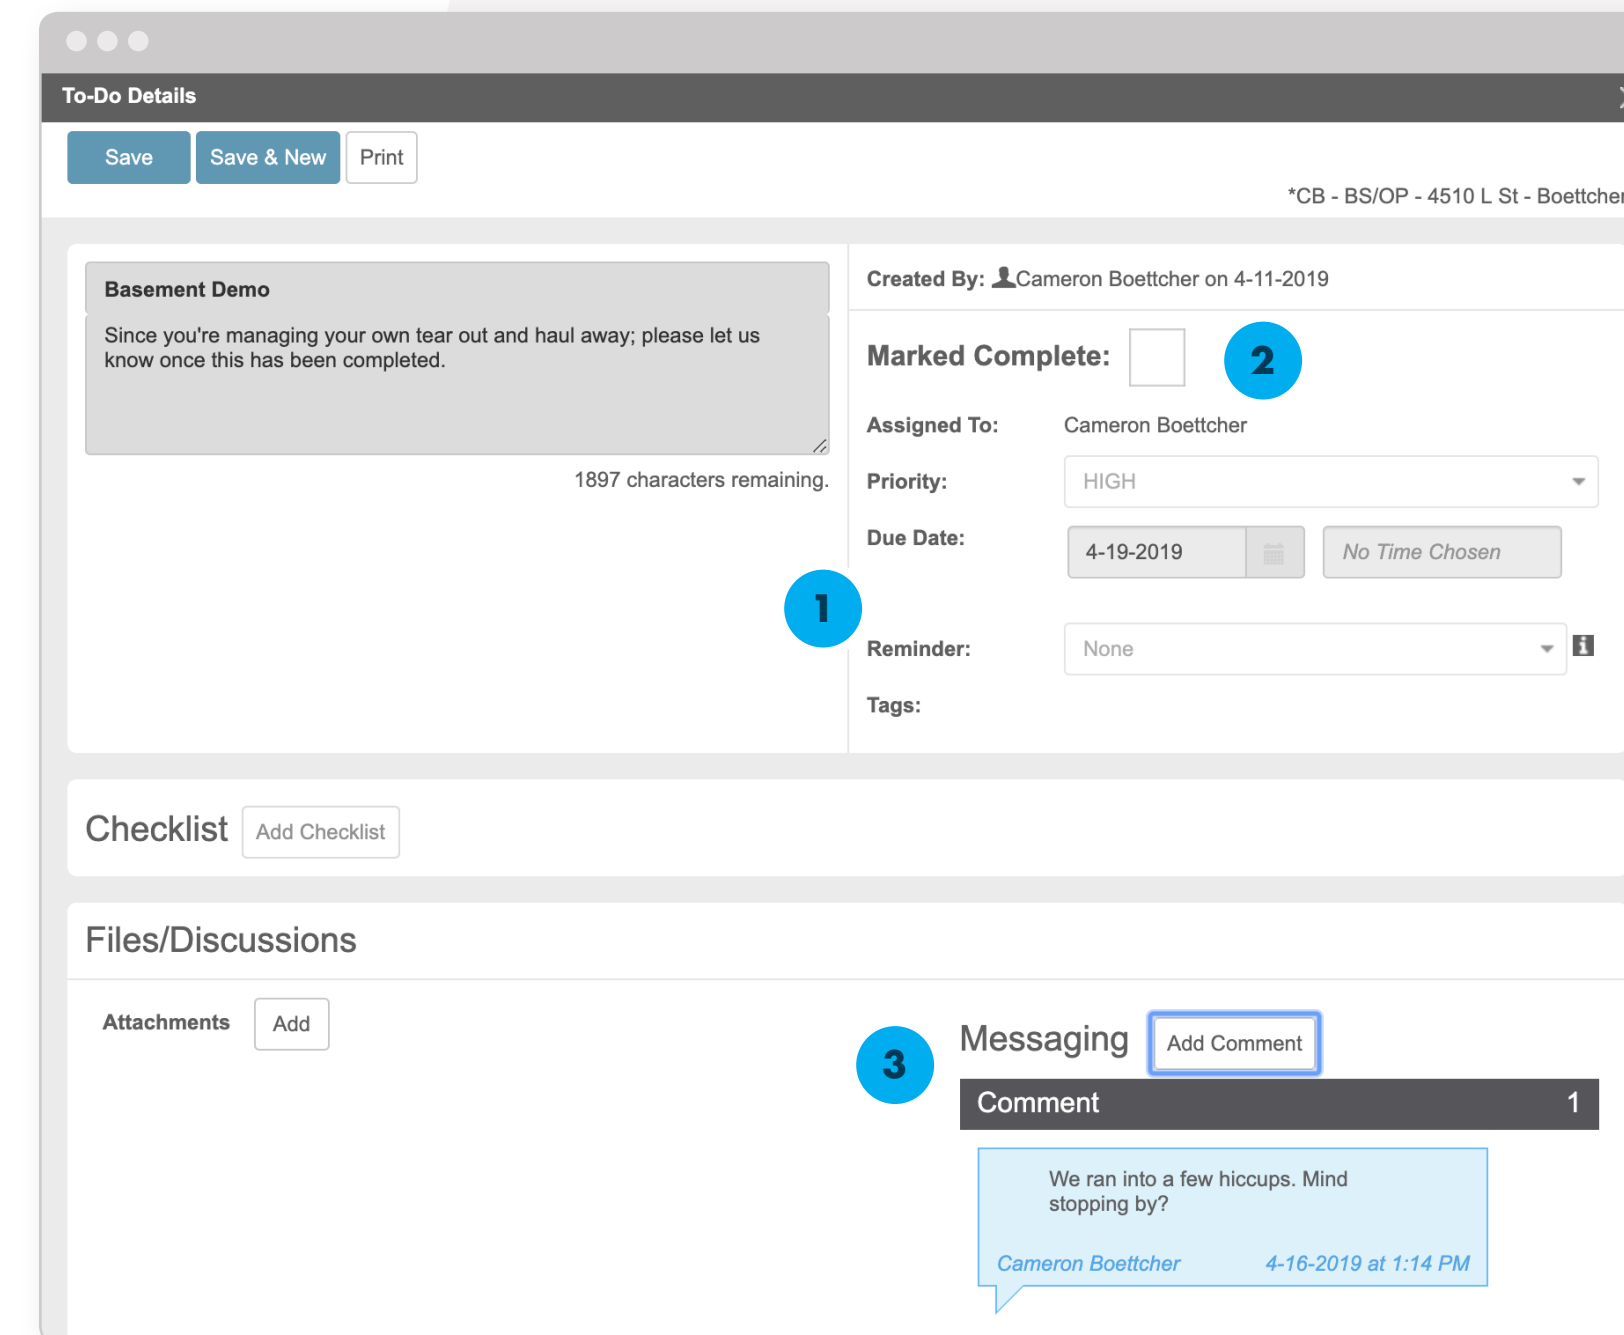 To-Do Details
Save
Save & New
Print
*CB - BS/OP - 4510 L St - Boettcher
Basement Demo
Since you're managing your own tear out and haul away; please let us
know once this has been completed.
1897 characters remaining.
Created By: Cameron Boettcher on 4-11-2019
Marked Complete:
2
Assigned To: Cameron Boettcher
Priority: HIGH
Due Date: 4-19-2019 No Time Chosen
1
Reminder: None
Tags:
Checklist Add Checklist
Files/Discussions
Attachments Add
3
Messaging Add Comment
Comment 1
We ran into a few hiccups. Mind
stopping by?
Cameron Boettcher 4-16-2019 at 1:14 PM